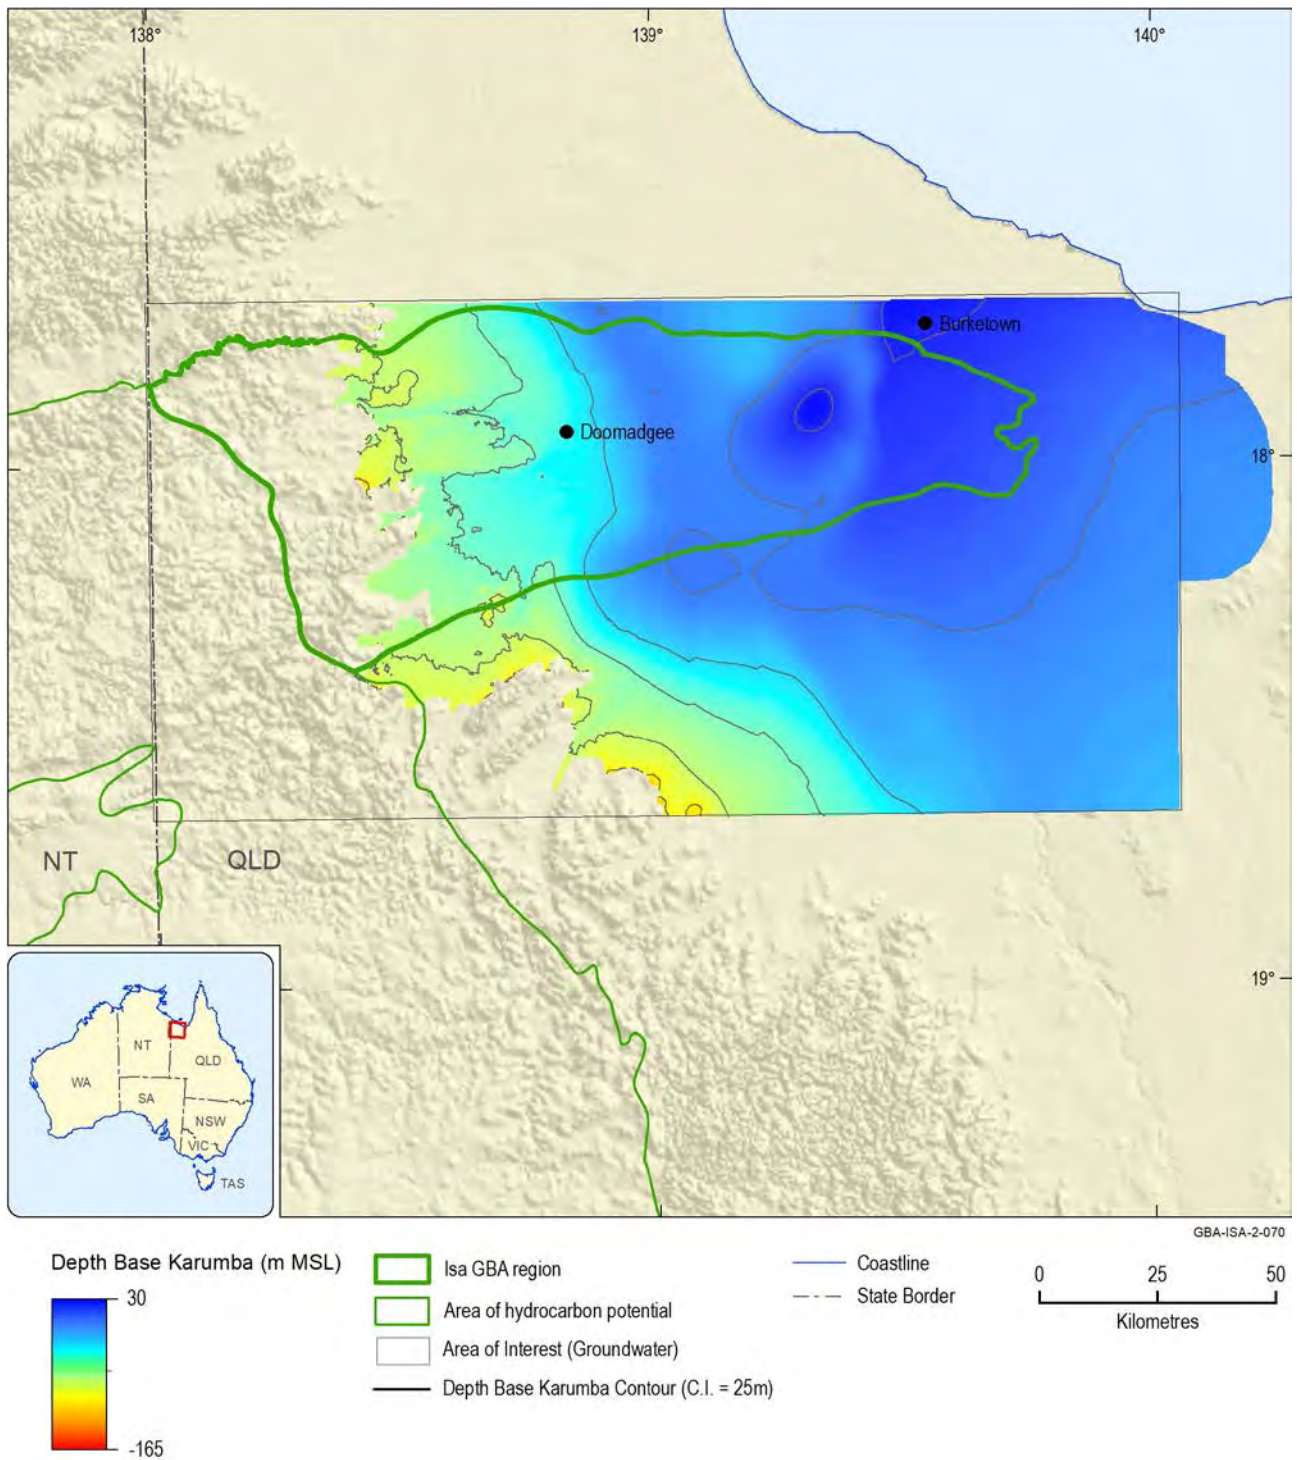 138°
139°
140°
Burketown
Doomadgee
18°
NT
QLD
19°
NT
QLD
WA
SA
NSW
VIC
TAS
GBA-ISA-2-070
Depth Base Karumba (m MSL)
30
-165
Isa GBA region
Area of hydrocarbon potential
Area of Interest (Groundwater)
Depth Base Karumba Contour (C.I. = 25m)
Coastline
State Border
0 25 50
Kilometres